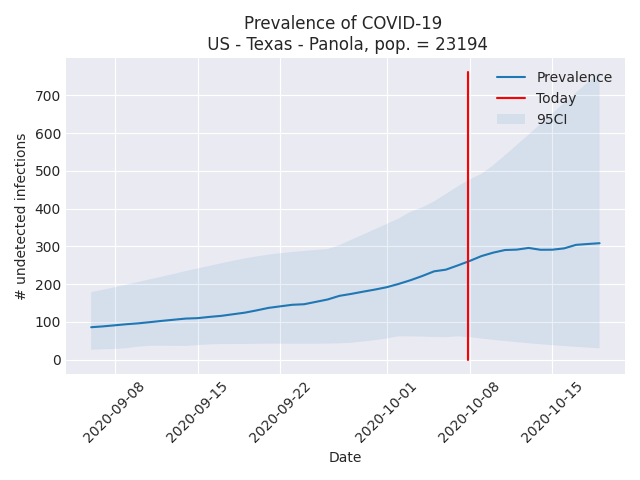 Prevalence of COVID-19
US - Texas - Panola, pop. = 23194
Prevalence
Today
95CI
# undetected infections
700
600
500
400
300
200
100
0
2020-09-08
2020-09-15
2020-09-22
2020-10-01
2020-10-08
2020-10-15
Date